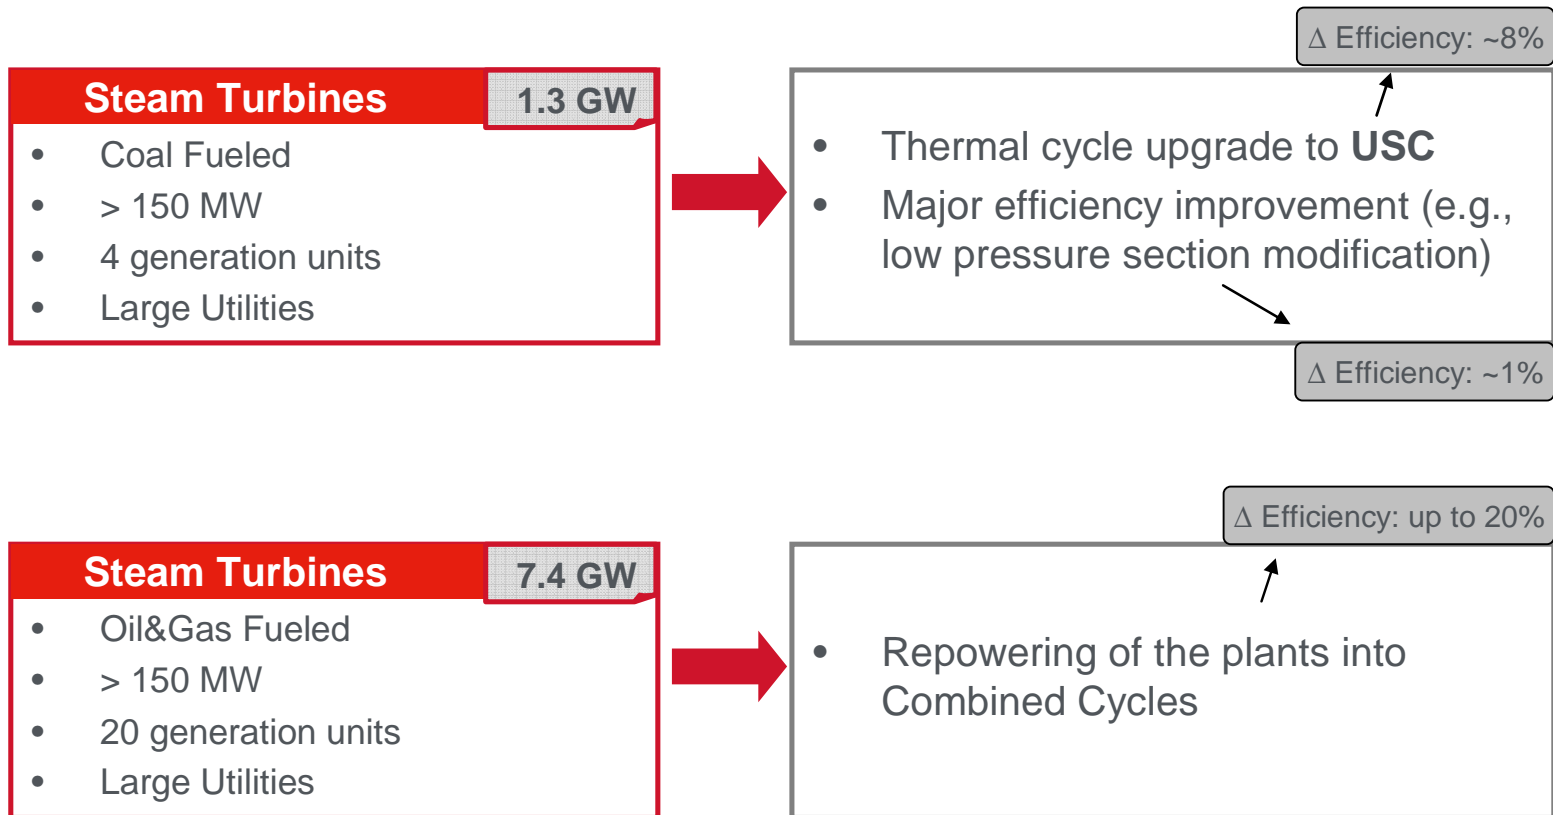 Δ Efficiency: ~8%
Steam Turbines
1.3 GW
• Coal Fueled
• > 150 MW
• 4 generation units
• Large Utilities
• Thermal cycle upgrade to USC
• Major efficiency improvement (e.g.,
low pressure section modification)
Δ Efficiency: ~1%
Δ Efficiency: up to 20%
Steam Turbines
7.4 GW
• Oil&Gas Fueled
• > 150 MW
• 20 generation units
• Large Utilities
• Repowering of the plants into
Combined Cycles